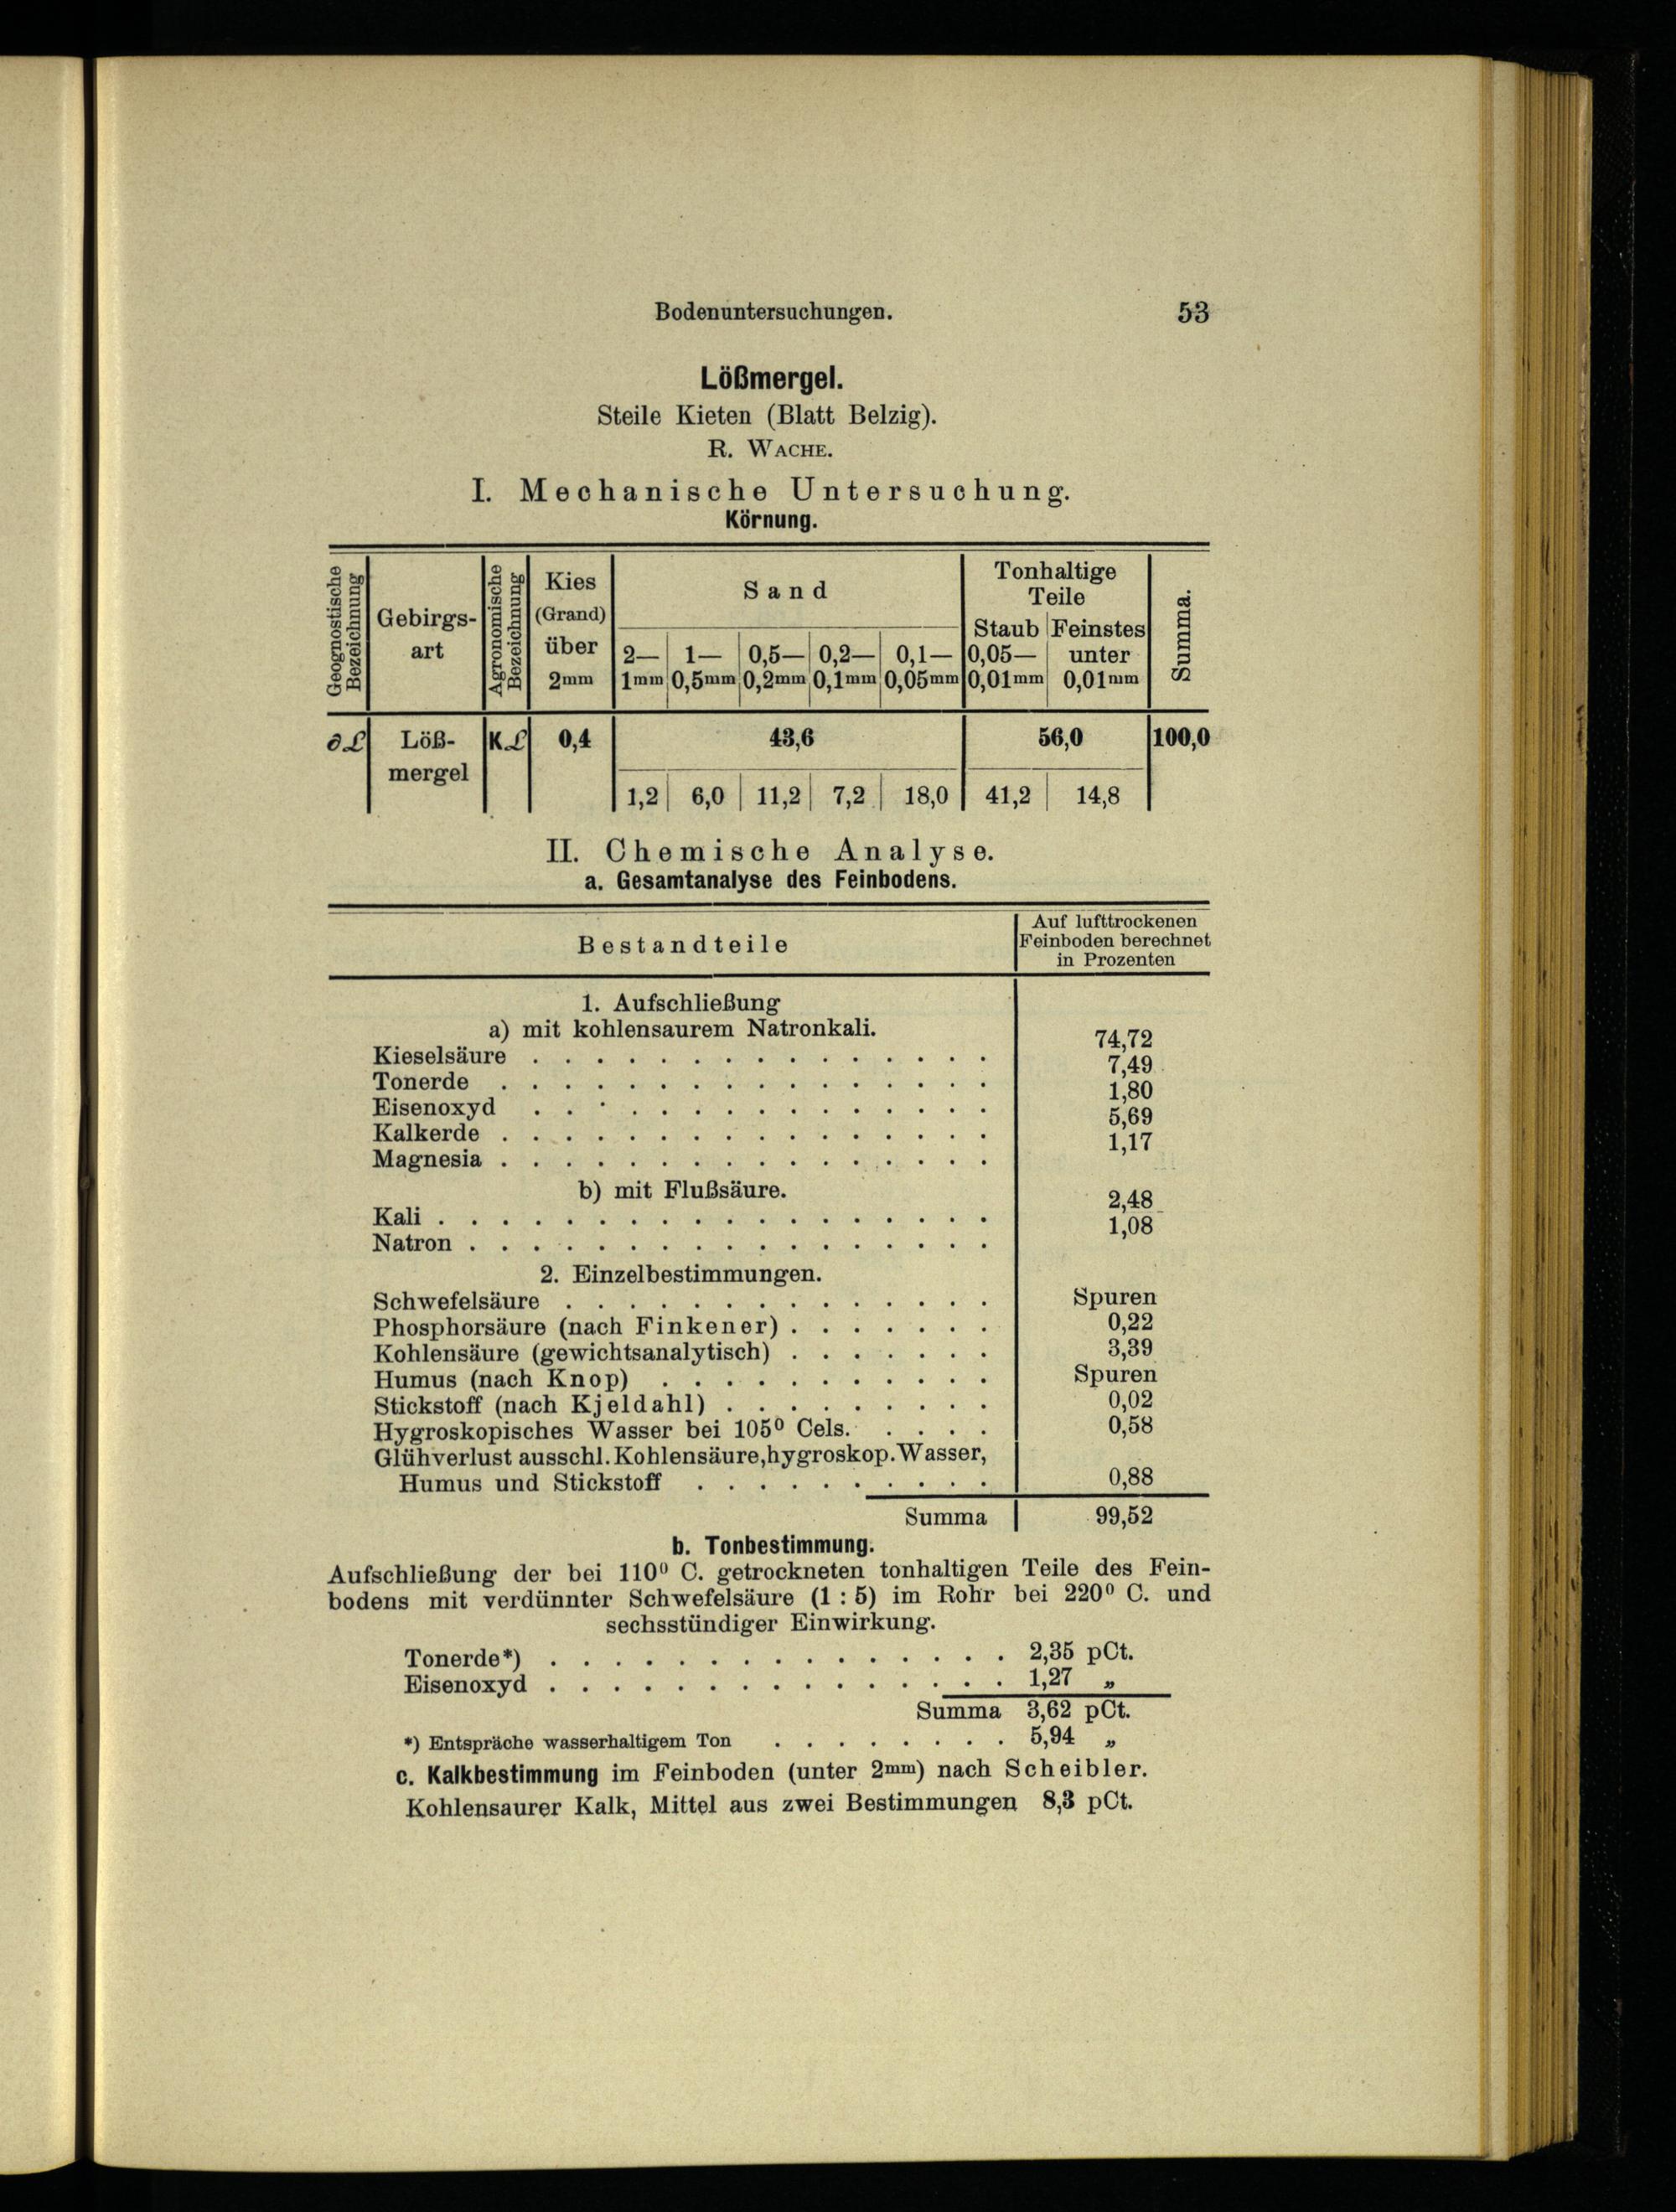 Bodenuntersuchungen. 53
Lößmergel.
Steile Kieten (Blatt Belzig).
R. WACHE.
I. Mechanische Untersuchung.
Körnung.
Geognostische Bezeichnung
Gebirgs-
art
Agronomische Bezeichnung
Kies
(Grand)
über
2mm
Sand
2— 1— 0,5— 0,2— 0,1—
1mm 0,5mm 0,2mm 0,1mm 0,05mm
Tonhaltige
Teile
Staub Feinstes
0,05— unter
0,01mm 0,01mm
Summa.
∂L Löß- KL 0,4 43,6 56,0 100,0
mergel
1,2 6,0 11,2 7,2 18,0 41,2 14,8
II. Chemische Analyse.
a. Gesamtanalyse des Feinbodens.
Bestandteile
Auf lufttrockenen
Feinboden berechnet
in Prozenten
1. Aufschließung
a) mit kohlensaurem Natronkali.
Kieselsäure . . . . . . . . . . . . . . . 74,72
Tonerde . . . . . . . . . . . . . . . . 7,49
Eisenoxyd . . . . . . . . . . . . . . . 1,80
Kalkerde . . . . . . . . . . . . . . . . 5,69
Magnesia . . . . . . . . . . . . . . . . 1,17
b) mit Flußsäure.
Kali . . . . . . . . . . . . . . . . . . 2,48
Natron . . . . . . . . . . . . . . . . . 1,08
2. Einzelbestimmungen.
Schwefelsäure . . . . . . . . . . . . . . Spuren
Phosphorsäure (nach Finkener) . . . . . . . 0,22
Kohlensäure (gewichtsanalytisch) . . . . . . . 3,39
Humus (nach Knop) . . . . . . . . . . . Spuren
Stickstoff (nach Kjeldahl) . . . . . . . . . 0,02
Hygroskopisches Wasser bei 105⁰ Cels. . . . . 0,58
Glühverlust ausschl. Kohlensäure, hygroskop. Wasser,
Humus und Stickstoff . . . . . . . . . . 0,88
Summa 99,52
b. Tonbestimmung.
Aufschließung der bei 110⁰ C. getrockneten tonhaltigen Teile des Fein-
bodens mit verdünnter Schwefelsäure (1 : 5) im Rohr bei 220⁰ C. und
sechsstündiger Einwirkung.
Tonerde*) . . . . . . . . . . . . . . . 2,35 pCt.
Eisenoxyd . . . . . . . . . . . . . . . 1,27 „
Summa 3,62 pCt.
*) Entspräche wasserhaltigem Ton . . . . . . . . 5,94 „
c. Kalkbestimmung im Feinboden (unter 2mm) nach Scheibler.
Kohlensaurer Kalk, Mittel aus zwei Bestimmungen 8,3 pCt.